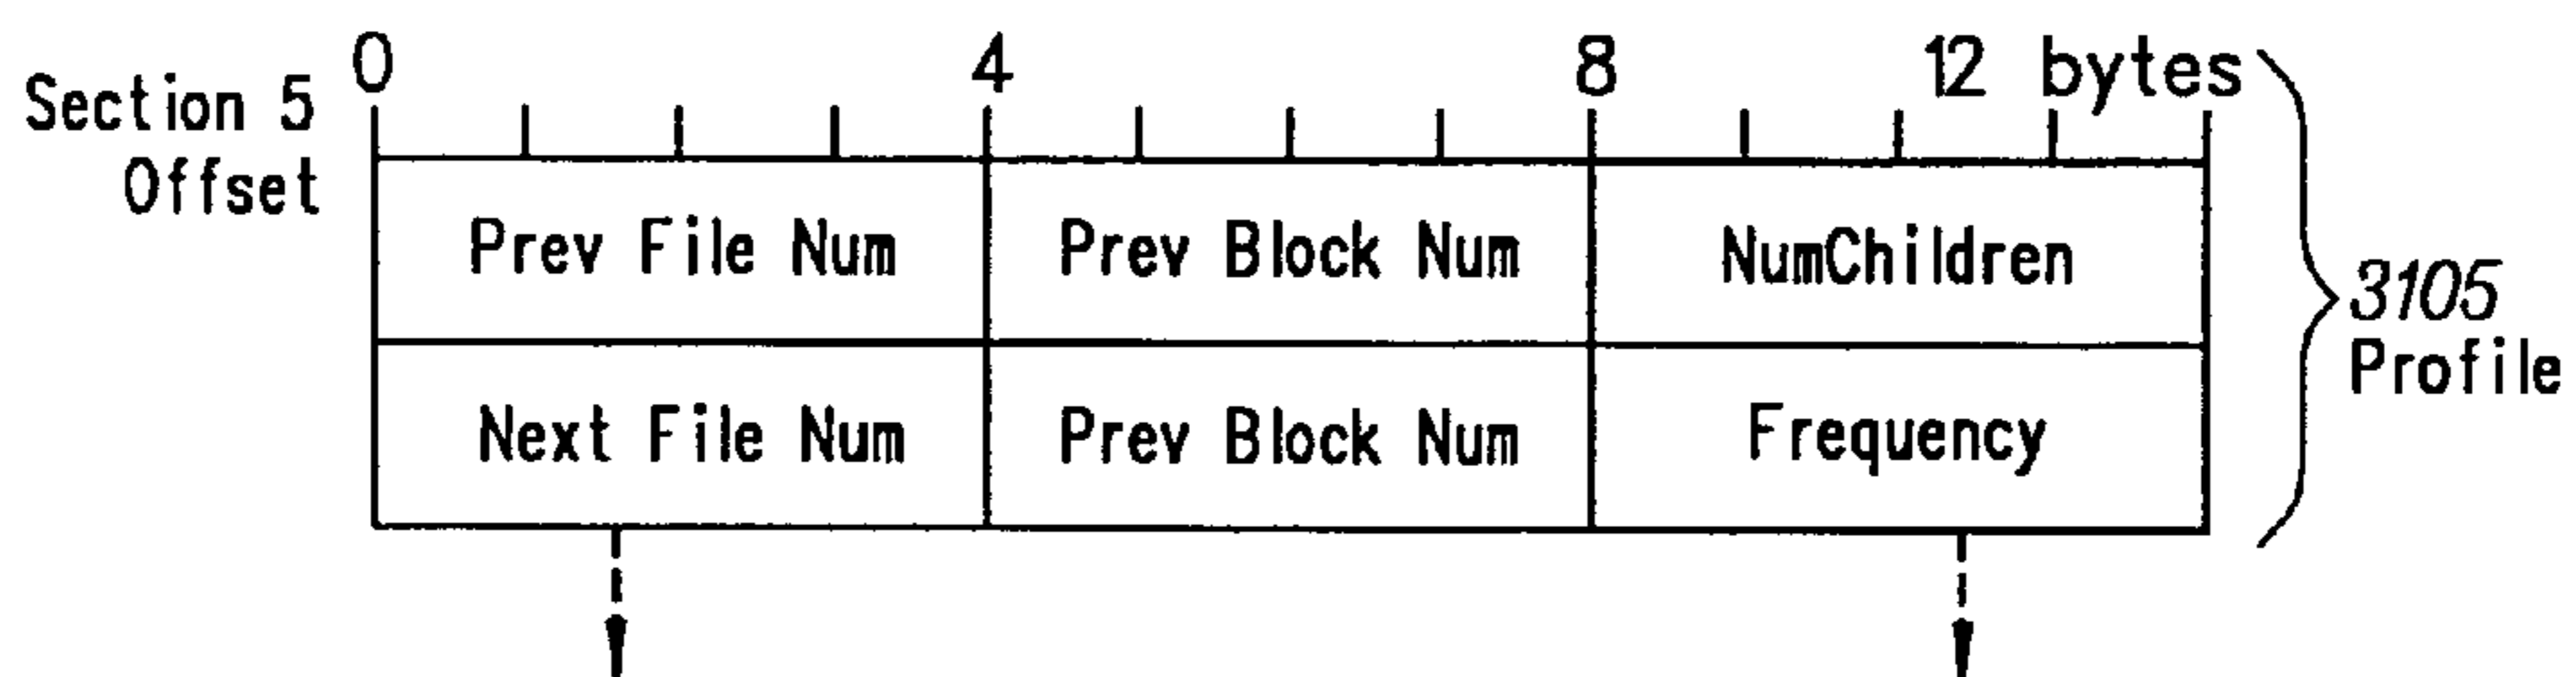 0 4 8 12 bytes
Section 5
Offset
Prev File Num Prev Block Num NumChildren
3105
Profile
Next File Num Prev Block Num Frequency